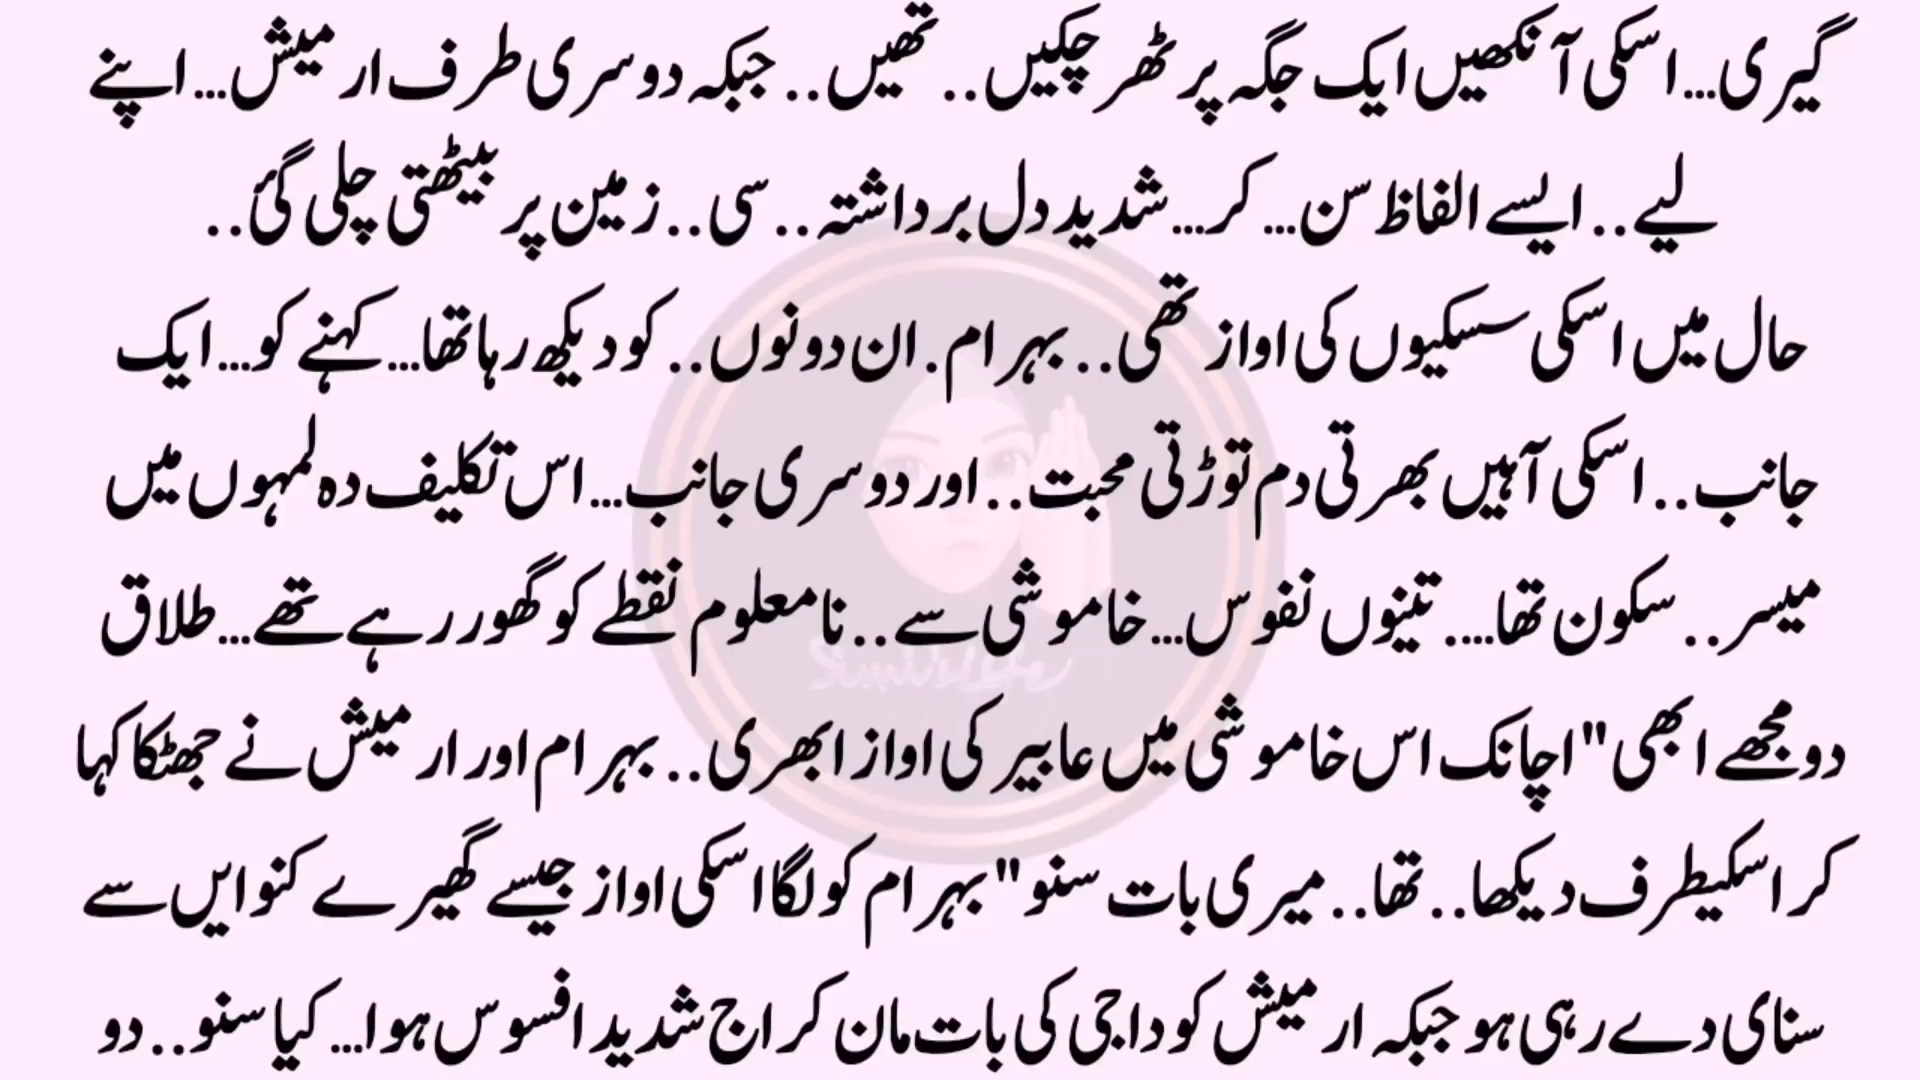 گیری...اسکی آنکھیں ایک جگہ پر ٹھر چکیں.. تھیں.. جبکہ دوسری طرف ارمیش...اپنے
لیے.. ایسے الفاظ سن...کر...شدید دل برداشتہ..سی..زمین پر بیٹھتی چلی گئ..
حال میں اسکی سسکیوں کی اواز تھی..بہرام.ان دونوں.. کو دیکھ رہا تھا...کہنے کو...ایک
جانب.. اسکی آہیں بھرتی دم توڑتی محبت..اور دوسری جانب...اس تکلیف دہ لمہوں میں
میسر..سکون تھا....تینوں نفوس...خاموشی سے..نامعلوم نقطے کو گھور رہے تھے...طلاق
دو مجھے ابھی" اچانک اس خاموشی میں عابیر کی اواز ابھری..بہرام اور ارمیش نے جھٹکا کہا
کر اسکیطرف دیکھا..تھا..میری بات سنو" بہرام کو لگا اسکی اواز جیسے گھیرے کنوایں سے
سنای دے رہی ہو جبکہ ارمیش کو داجی کی بات مان کر اج شدید افسوس ہوا...کیا سنو..دو